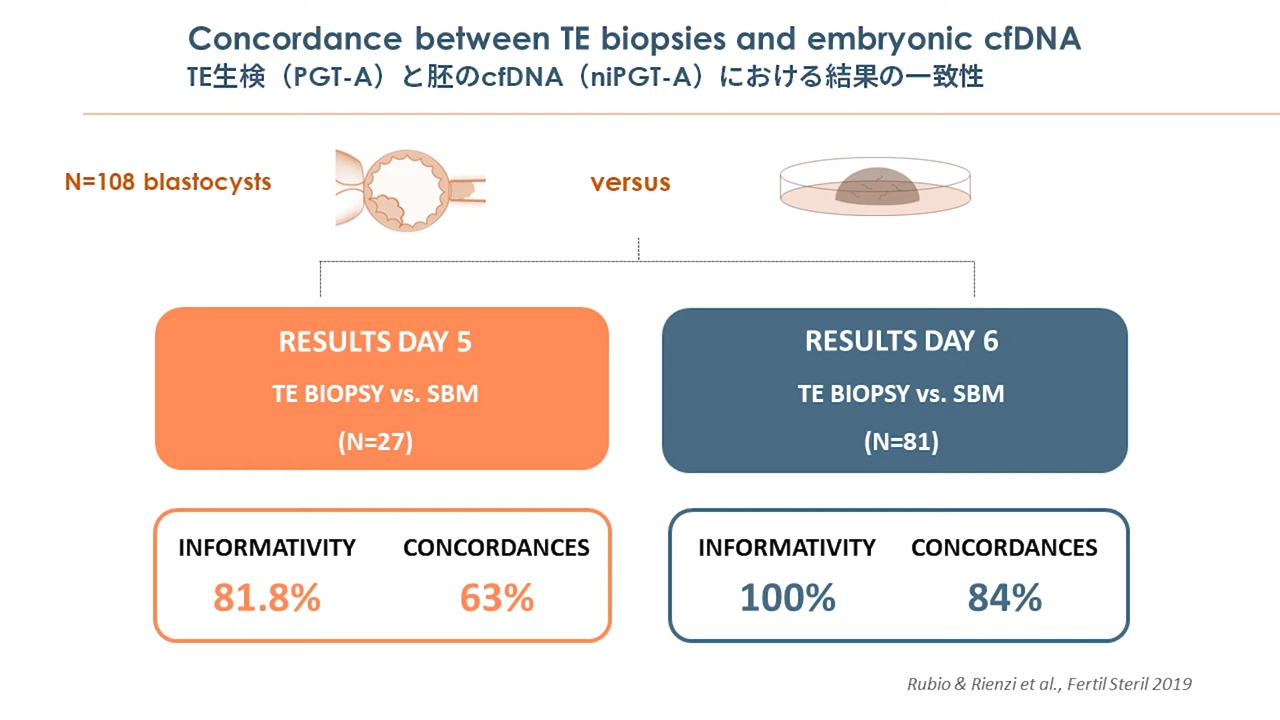 Concordance between TE biopsies and embryonic cfDNA
TE生検（PGT-A）と胚のcfDNA（niPGT-A）における結果の一致性
N=108 blastocysts
versus
RESULTS DAY 5
TE BIOPSY vs. SBM
(N=27)
RESULTS DAY 6
TE BIOPSY vs. SBM
(N=81)
INFORMATIVITY CONCORDANCES
81.8% 63%
INFORMATIVITY CONCORDANCES
100% 84%
Rubio & Rienzi et al., Fertil Steril 2019